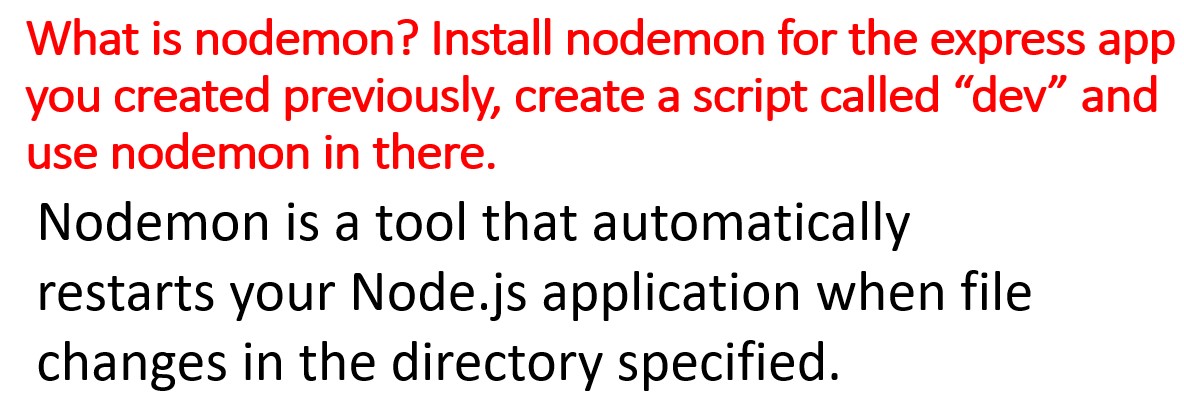 What is nodemon? Install nodemon for the express app
you created previously, create a script called “dev” and
use nodemon in there.
Nodemon is a tool that automatically
restarts your Node.js application when file
changes in the directory specified.